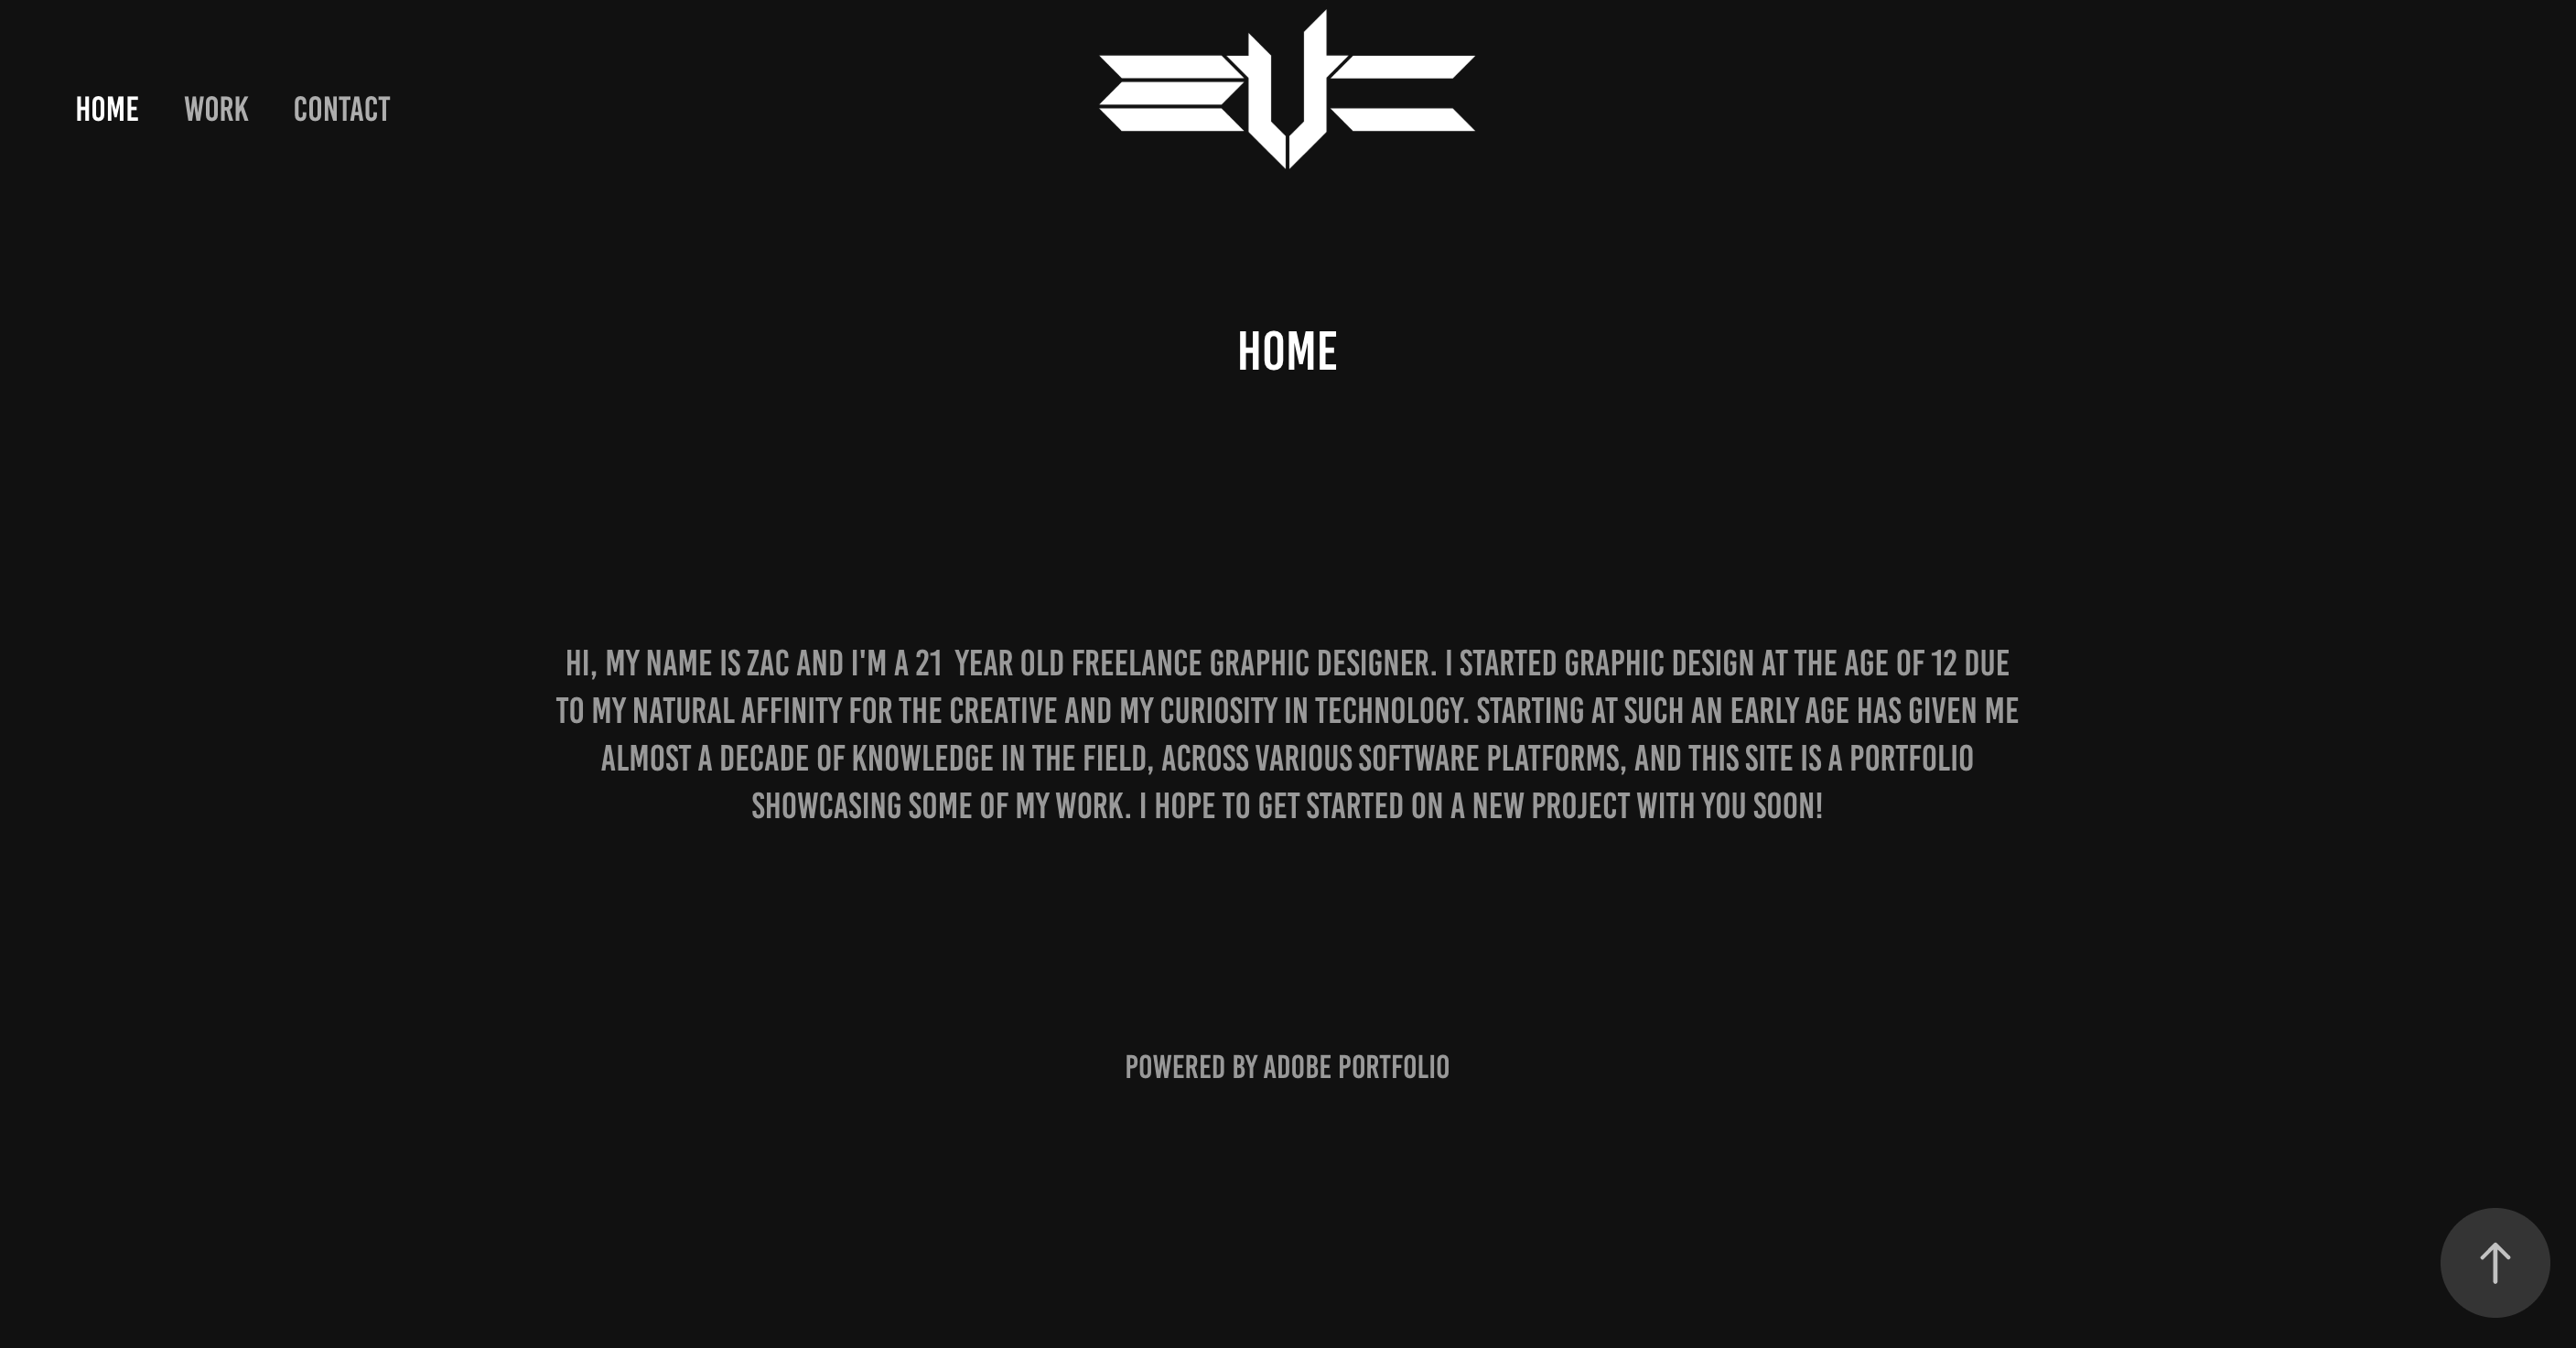 HOME WORK CONTACT
HOME
HI, MY NAME IS ZAC AND I'M A 21  YEAR OLD FREELANCE GRAPHIC DESIGNER. I STARTED GRAPHIC DESIGN AT THE AGE OF 12 DUE
TO MY NATURAL AFFINITY FOR THE CREATIVE AND MY CURIOSITY IN TECHNOLOGY. STARTING AT SUCH AN EARLY AGE HAS GIVEN ME
ALMOST A DECADE OF KNOWLEDGE IN THE FIELD, ACROSS VARIOUS SOFTWARE PLATFORMS, AND THIS SITE IS A PORTFOLIO
SHOWCASING SOME OF MY WORK. I HOPE TO GET STARTED ON A NEW PROJECT WITH YOU SOON!
POWERED BY ADOBE PORTFOLIO